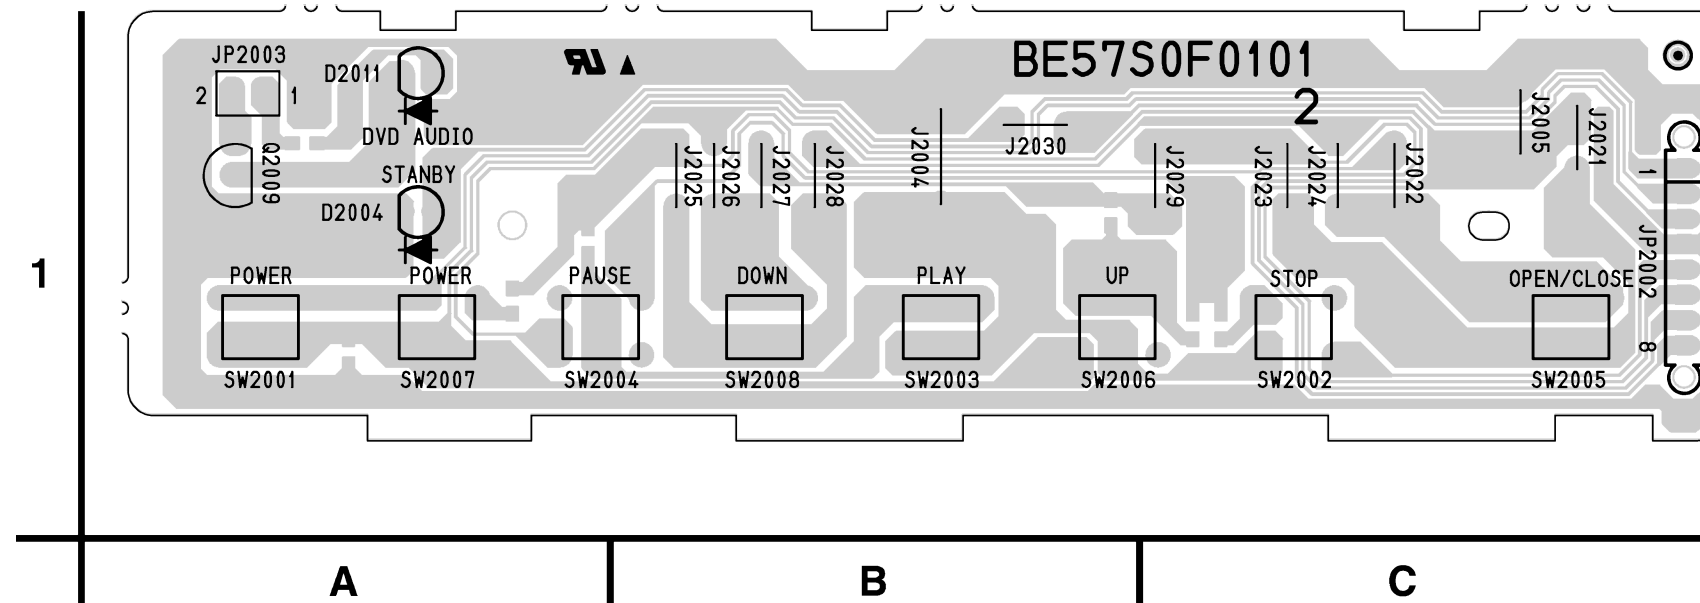 JP2003
2
1
D2011
DVD AUDIO
Q2009
STANBY
D2004
BE57S0F0101
2
J2025
J2026
J2027
J2028
J2004
J2030
J2029
J2023
J2024
J2022
J2005
J2021
1
JP2002
8
1
POWER
POWER
PAUSE
DOWN
PLAY
UP
STOP
OPEN/CLOSE
SW2001
SW2007
SW2004
SW2008
SW2003
SW2006
SW2002
SW2005
A
B
C